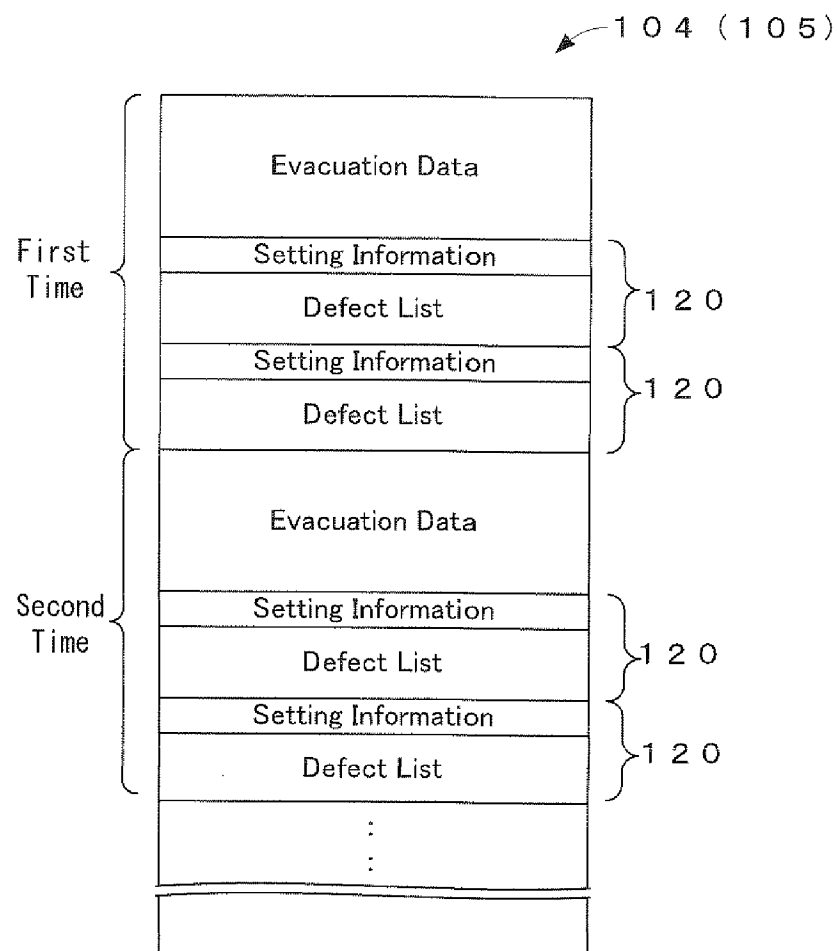 104 (105)
Evacuation Data
First
Time
Setting Information
Defect List
120
Setting Information
Defect List
120
Evacuation Data
Second
Time
Setting Information
Defect List
120
Setting Information
Defect List
120